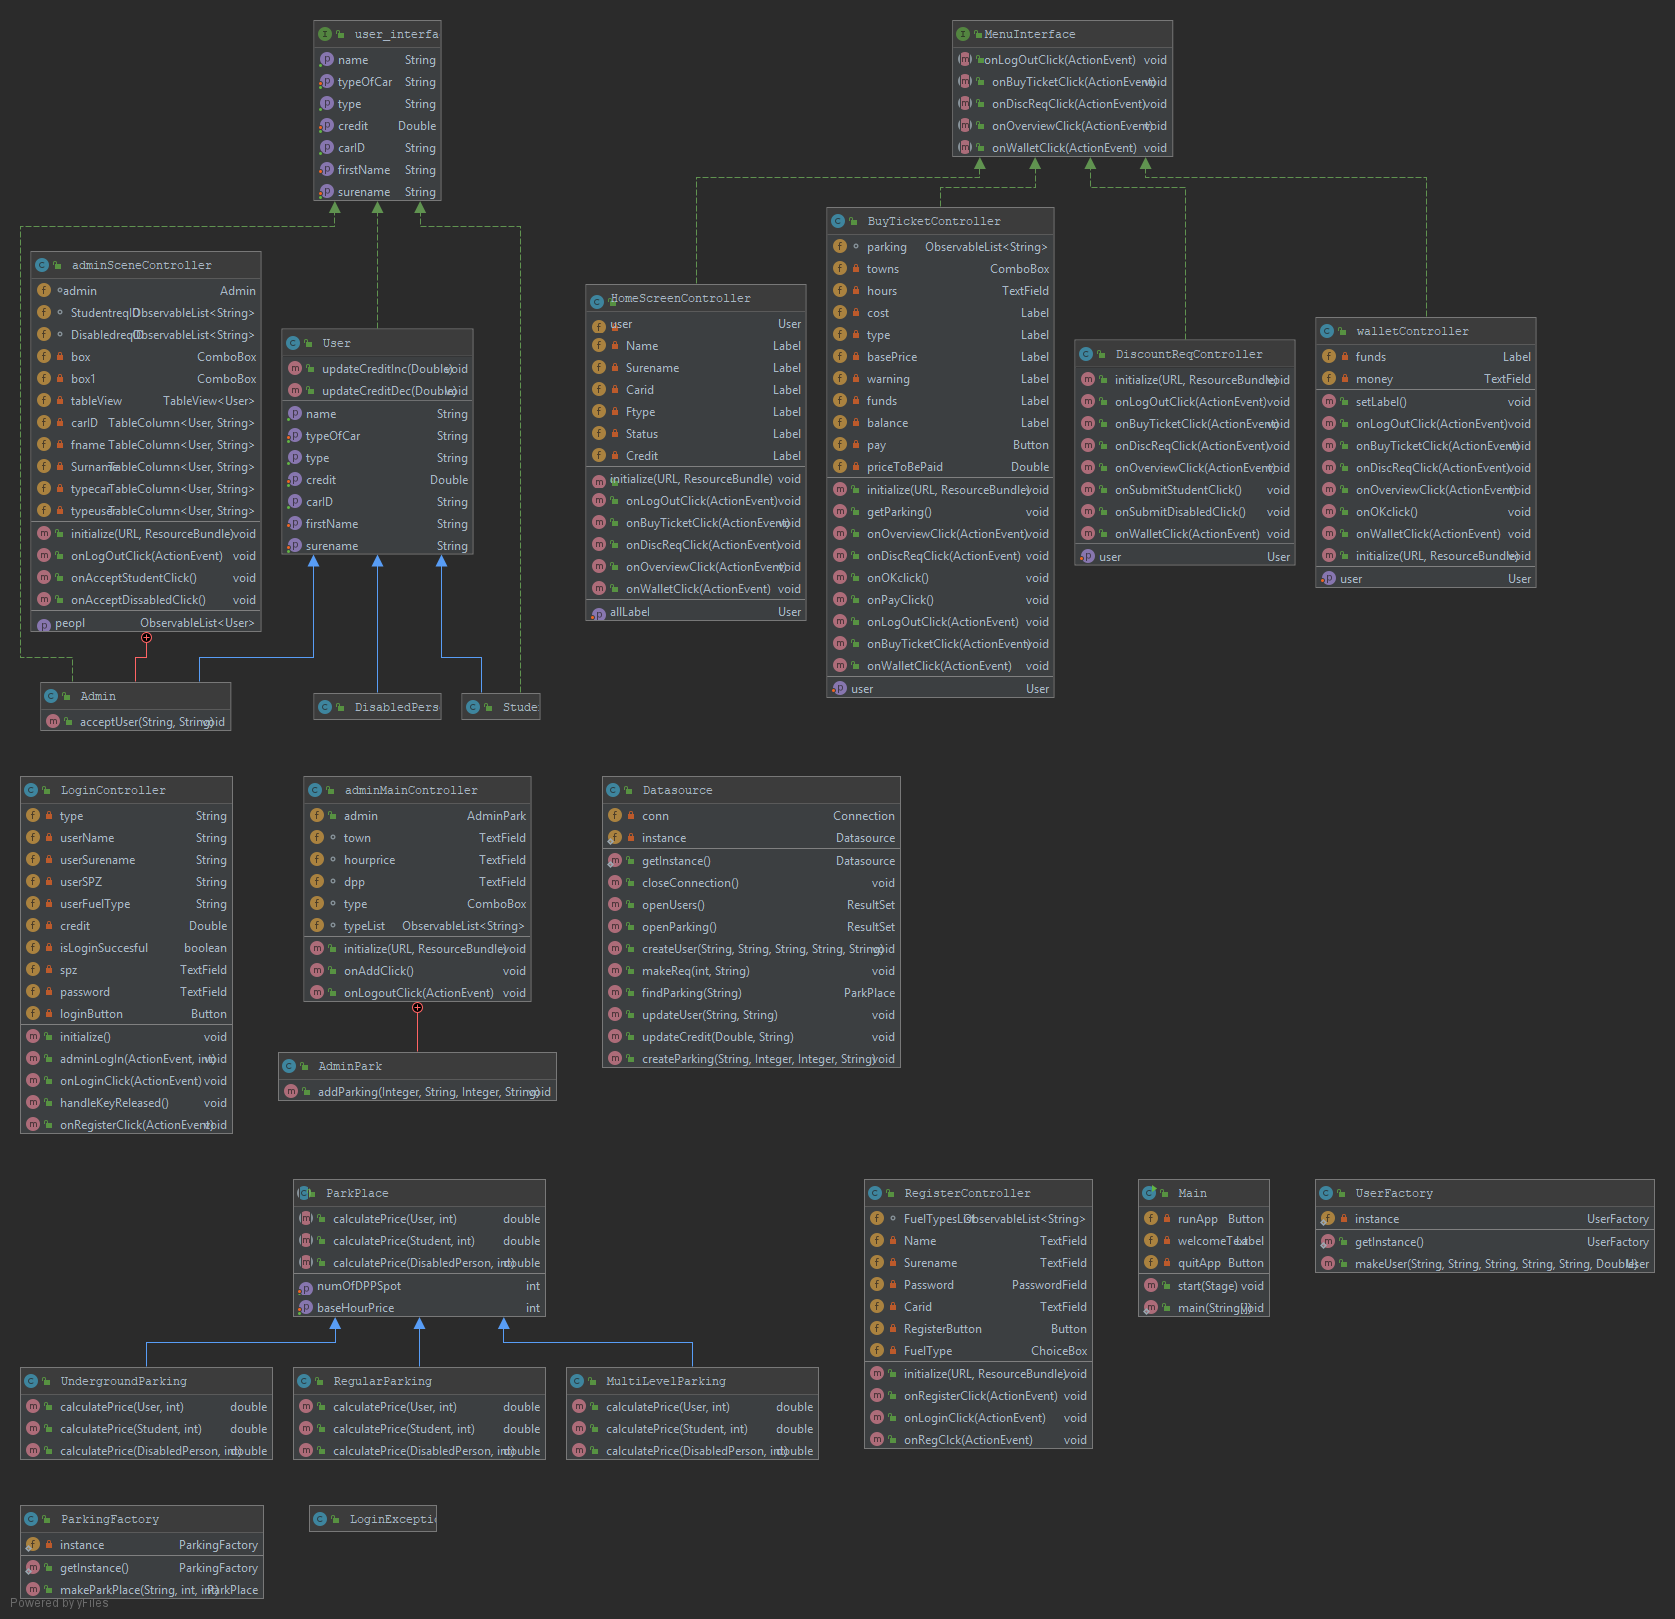 user_interfa
name String
typeOfCar String
type String
credit Double
carID String
firstName String
surename String
MenuInterface
onLogOutClick(ActionEvent) void
onBuyTicketClick(ActionEvent) void
onDiscReqClick(ActionEvent) void
onOverviewClick(ActionEvent) void
onWalletClick(ActionEvent) void
adminSceneController
admin Admin
StudentreqID ObservableList<String>
DisabledreqID ObservableList<String>
box ComboBox
box1 ComboBox
tableView TableView<User>
carID TableColumn<User, String>
fname TableColumn<User, String>
Surname TableColumn<User, String>
typecar TableColumn<User, String>
typeuser TableColumn<User, String>
initialize(URL, ResourceBundle) void
onLogOutClick(ActionEvent) void
onAcceptStudentClick() void
onAcceptDissabledClick() void
peopl ObservableList<User>
User
updateCreditInc(Double) void
updateCreditDec(Double) void
name String
typeOfCar String
type String
credit Double
carID String
firstName String
surename String
HomeScreenController
user User
Name Label
Surename Label
Carid Label
Ftype Label
Status Label
Credit Label
initialize(URL, ResourceBundle) void
onLogOutClick(ActionEvent) void
onBuyTicketClick(ActionEvent) void
onDiscReqClick(ActionEvent) void
onOverviewClick(ActionEvent) void
onWalletClick(ActionEvent) void
allLabel User
BuyTicketController
parking ObservableList<String>
towns ComboBox
hours TextField
cost Label
type Label
basePrice Label
warning Label
funds Label
balance Label
pay Button
priceToBePaid Double
initialize(URL, ResourceBundle) void
getParking() void
onOverviewClick(ActionEvent) void
onDiscReqClick(ActionEvent) void
onOKclick() void
onPayClick() void
onLogOutClick(ActionEvent) void
onBuyTicketClick(ActionEvent) void
onWalletClick(ActionEvent) void
user User
DiscountReqController
initialize(URL, ResourceBundle) void
onLogOutClick(ActionEvent) void
onBuyTicketClick(ActionEvent) void
onDiscReqClick(ActionEvent) void
onOverviewClick(ActionEvent) void
onSubmitStudentClick() void
onSubmitDisabledClick() void
onWalletClick(ActionEvent) void
user User
walletController
funds Label
money TextField
setLabel() void
onLogOutClick(ActionEvent) void
onBuyTicketClick(ActionEvent) void
onDiscReqClick(ActionEvent) void
onOverviewClick(ActionEvent) void
onOKclick() void
onWalletClick(ActionEvent) void
initialize(URL, ResourceBundle) void
user User
Admin
acceptUser(String, String) void
DisabledPers
Stude
LoginController
type String
userName String
userSurename String
userSPZ String
userFuelType String
credit Double
isLoginSuccesful boolean
spz TextField
password TextField
loginButton Button
initialize() void
adminLogIn(ActionEvent, int) void
onLoginClick(ActionEvent) void
handleKeyReleased() void
onRegisterClick(ActionEvent) void
adminMainController
admin AdminPark
town TextField
hourprice TextField
dpp TextField
type ComboBox
typeList ObservableList<String>
initialize(URL, ResourceBundle) void
onAddClick() void
onLogoutClick(ActionEvent) void
AdminPark
addParking(Integer, String, Integer, String) void
Datasource
conn Connection
instance Datasource
getInstance() Datasource
closeConnection() void
openUsers() ResultSet
openParking() ResultSet
createUser(String, String, String, String, String) void
makeReq(int, String) void
findParking(String) ParkPlace
updateUser(String, String) void
updateCredit(Double, String) void
createParking(String, Integer, Integer, String) void
ParkPlace
calculatePrice(User, int) double
calculatePrice(Student, int) double
calculatePrice(DisabledPerson, int) double
numOfDPPSpot int
baseHourPrice int
UndergroundParking
calculatePrice(User, int) double
calculatePrice(Student, int) double
calculatePrice(DisabledPerson, int) double
RegularParking
calculatePrice(User, int) double
calculatePrice(Student, int) double
calculatePrice(DisabledPerson, int) double
MultiLevelParking
calculatePrice(User, int) double
calculatePrice(Student, int) double
calculatePrice(DisabledPerson, int) double
RegisterController
FuelTypesList ObservableList<String>
Name TextField
Surename TextField
Password PasswordField
Carid TextField
RegisterButton Button
FuelType ChoiceBox
initialize(URL, ResourceBundle) void
onRegisterClick(ActionEvent) void
onLoginClick(ActionEvent) void
onRegClck(ActionEvent) void
Main
runApp Button
welcomeText Label
quitApp Button
start(Stage) void
main(String[]) void
UserFactory
instance UserFactory
getInstance() UserFactory
makeUser(String, String, String, String, String, Double) User
ParkingFactory
instance ParkingFactory
getInstance() ParkingFactory
makeParkPlace(String, int, int) ParkPlace
LoginExceptic
Powered by yFiles